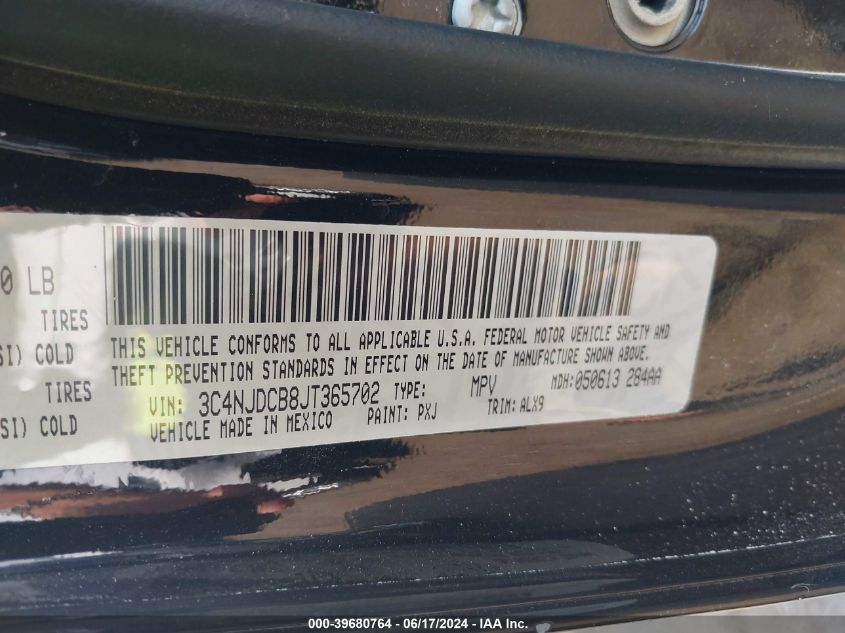 0 LB
TIRES
SI) COLD
TIRES
SI) COLD
THIS VEHICLE CONFORMS TO ALL APPLICABLE U.S.A. FEDERAL MOTOR VEHICLE SAFETY AND
THEFT PREVENTION STANDARDS IN EFFECT ON THE DATE OF MANUFACTURE SHOWN ABOVE.
VIN: 3C4NJDCB8JT365702 TYPE: MPV MDH:050613 284AA
VEHICLE MADE IN MEXICO PAINT: PXJ TRIM: ALX9
000-39680764 - 06/17/2024 - IAA Inc.